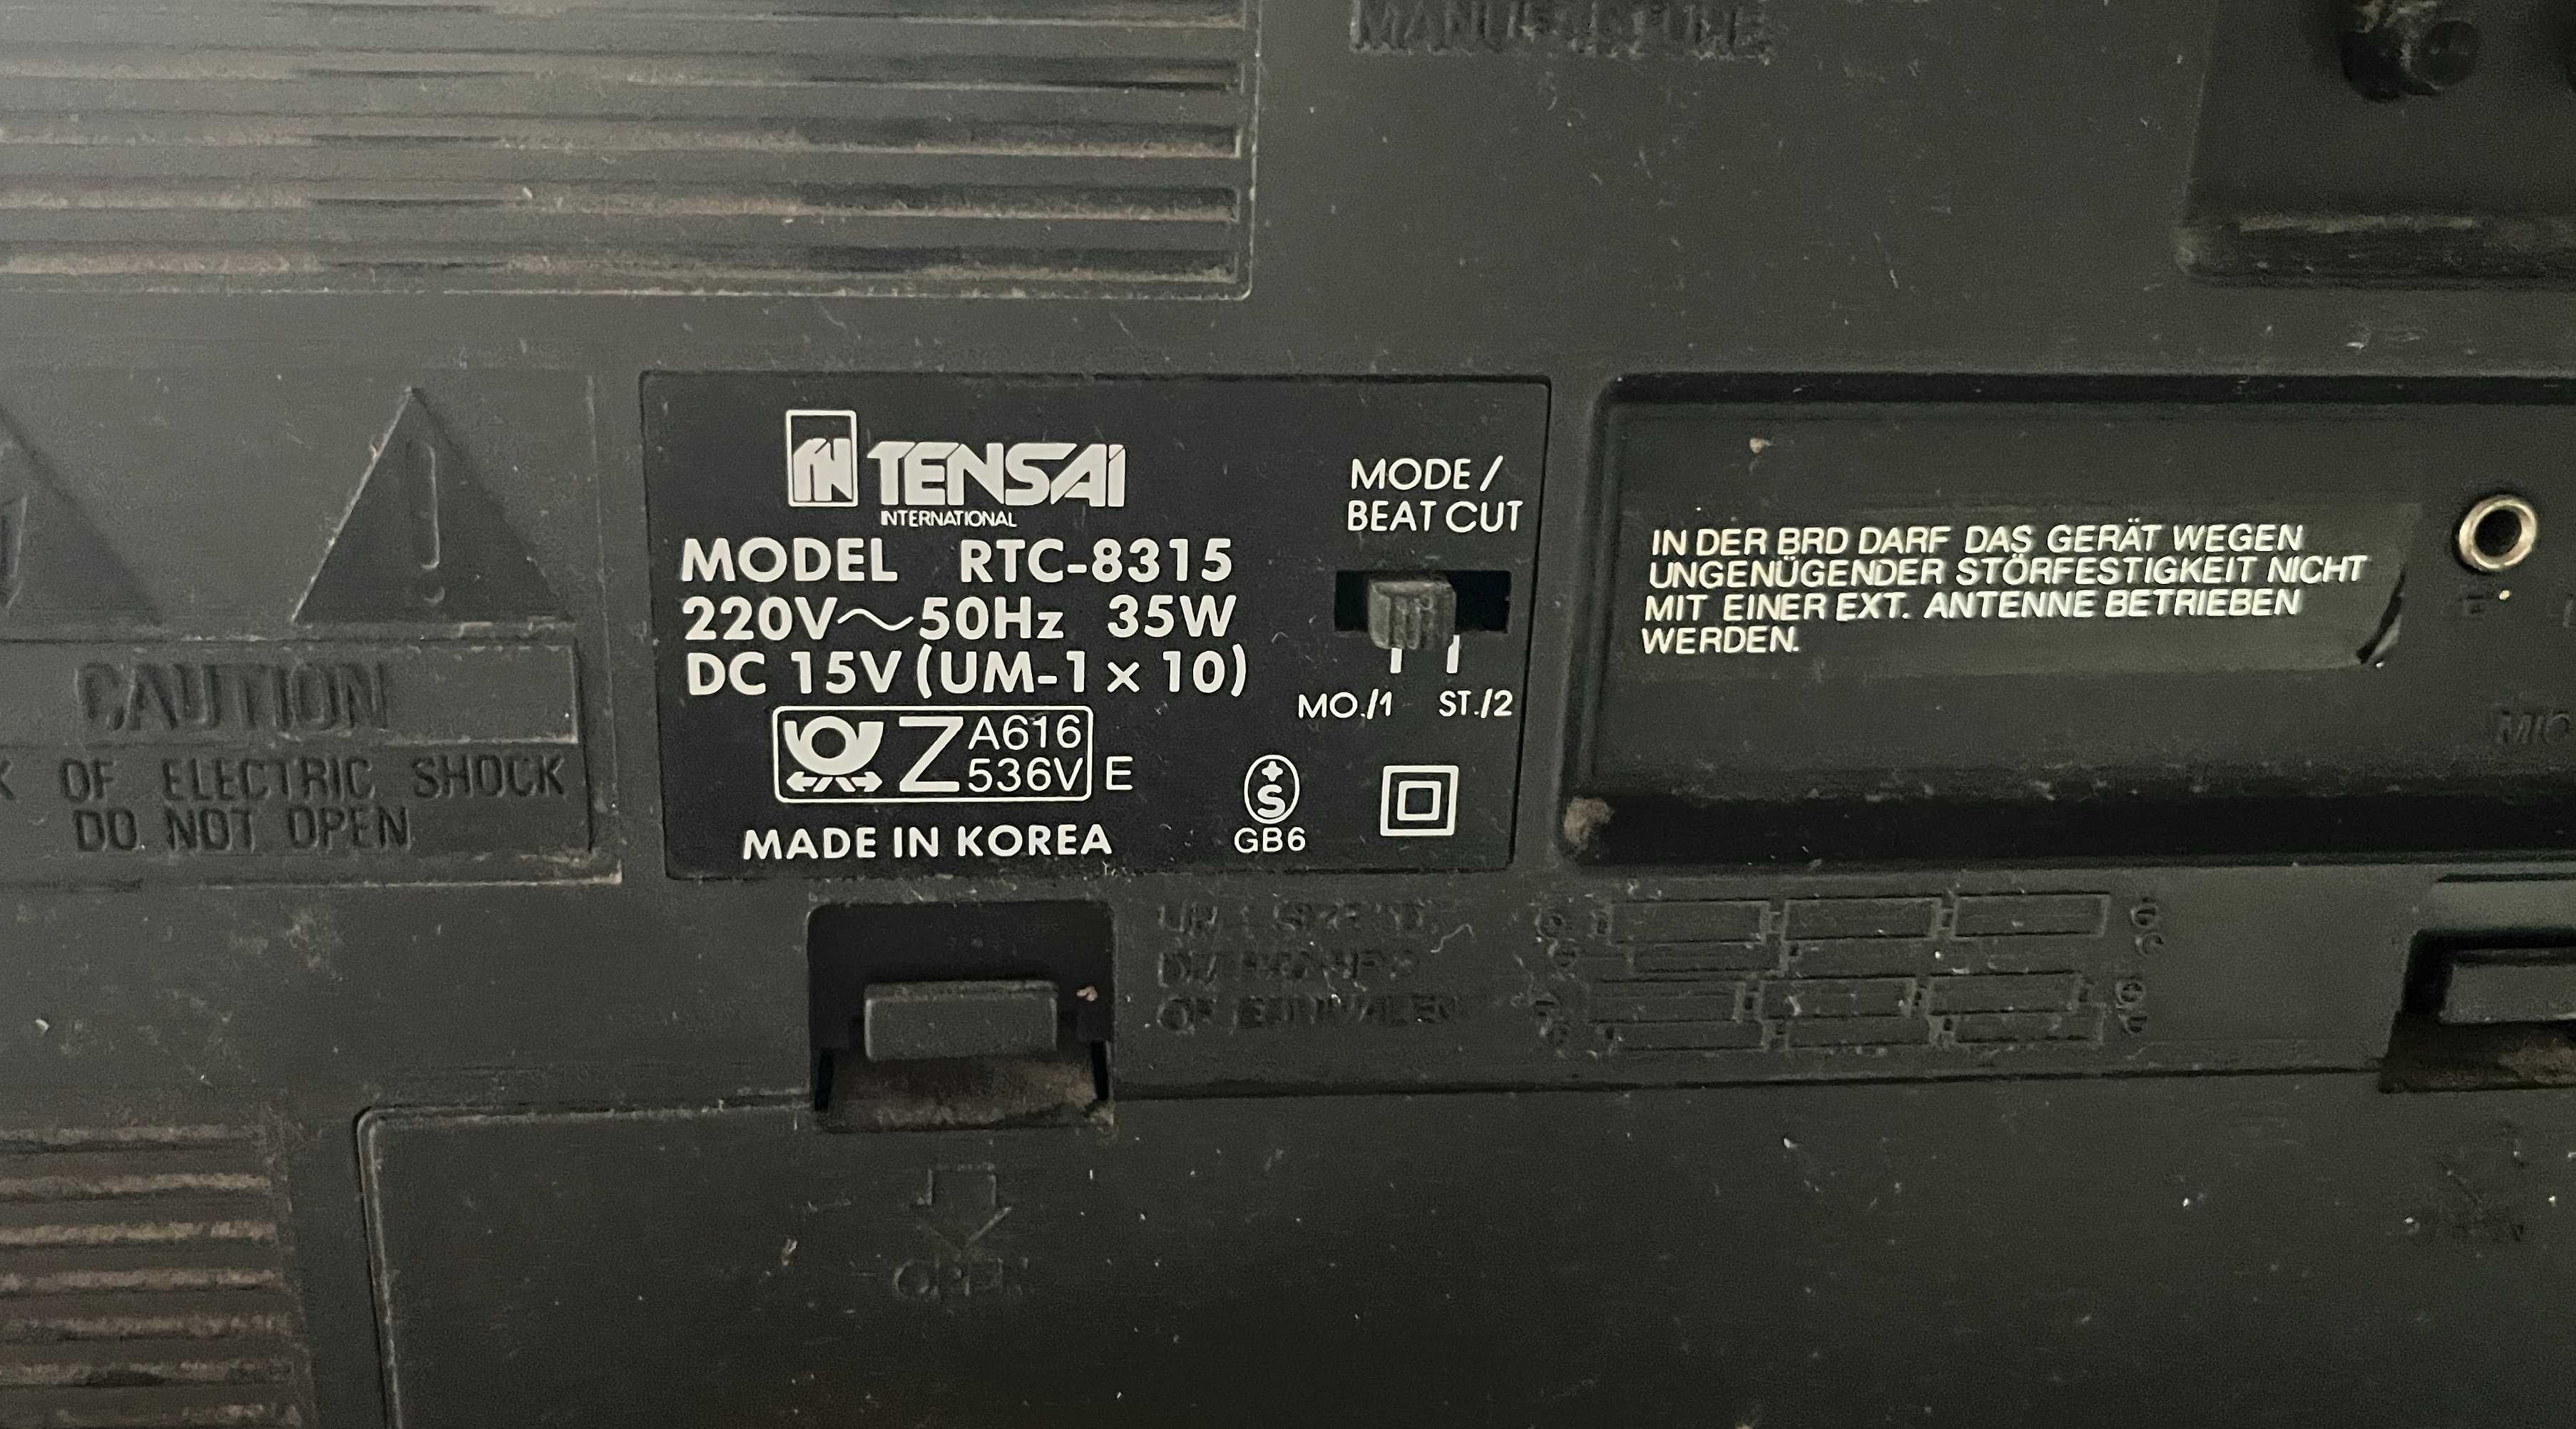 MANUFACTURE
TENSAI
INTERNATIONAL
MODEL RTC-8315
220V~50Hz 35W
DC 15V (UM-1 × 10)
Z A616
536V E
MADE IN KOREA
MODE /
BEAT CUT
MO./1 ST./2
GB6
IN DER BRD DARF DAS GERÄT WEGEN
UNGENÜGENDER STÖRFESTIGKEIT NICHT
MIT EINER EXT. ANTENNE BETRIEBEN
WERDEN.
CAUTION
OF ELECTRIC SHOCK
DO NOT OPEN
OPEN